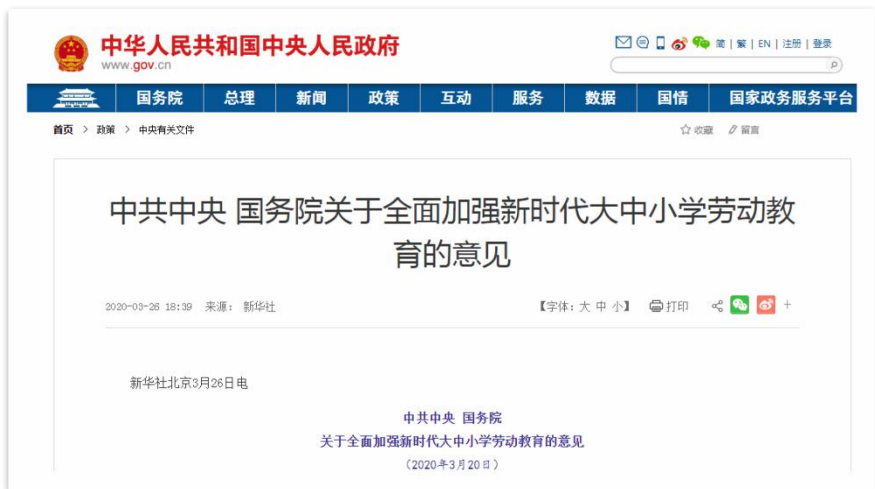 中华人民共和国中央人民政府
www.gov.cn
简 | 繁 | EN | 注册 | 登录
国务院 总理 新闻 政策 互动 服务 数据 国情 国家政务服务平台
首页 > 政策 > 中央有关文件
收藏 留言
中共中央 国务院关于全面加强新时代大中小学劳动教
育的意见
2020-03-26 18:39 来源: 新华社 【字体: 大 中 小】 打印
新华社北京3月26日电
中共中央 国务院
关于全面加强新时代大中小学劳动教育的意见
(2020年3月20日)